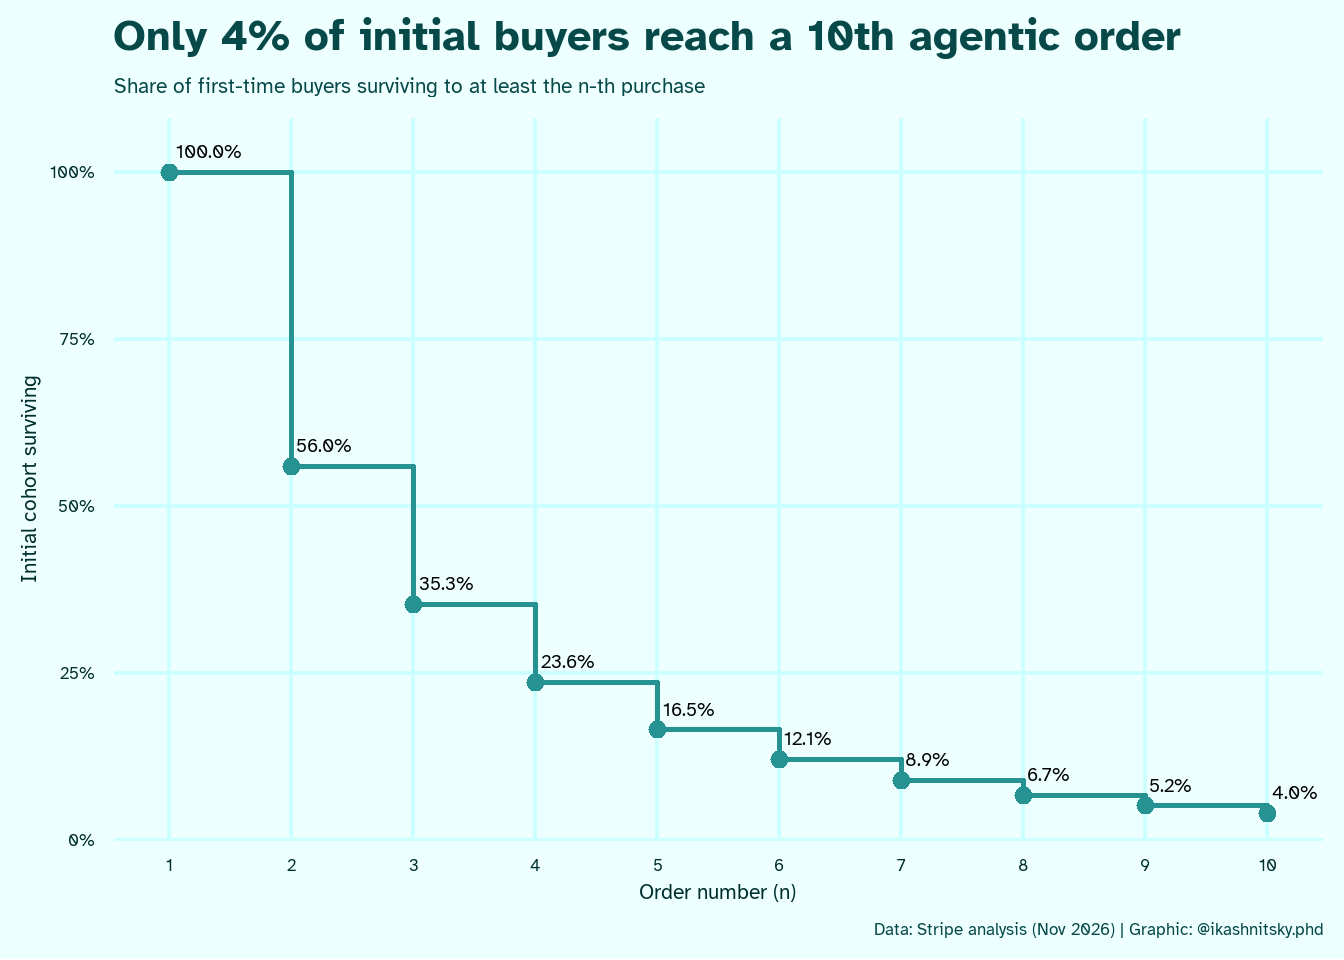 Only 4% of initial buyers reach a 10th agentic order
Share of first-time buyers surviving to at least the n-th purchase
Initial cohort surviving
100%
75%
50%
25%
0%
100.0%
56.0%
35.3%
23.6%
16.5%
12.1%
8.9%
6.7%
5.2%
4.0%
1 2 3 4 5 6 7 8 9 10
Order number (n)
Data: Stripe analysis (Nov 2026) | Graphic: @ikashnitsky.phd